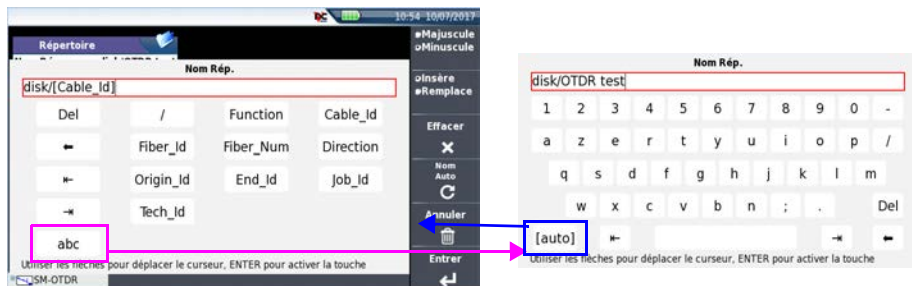 10:54 10/07/2017
Répertoire
Majuscule
Minuscule
Nom Rép.
disk/[Cable_Id]
Insère
Remplace
Del / Function Cable_Id
Fiber_Id Fiber_Num Direction
Origin_Id End_Id Job_Id
Tech_Id
abc
Effacer
Nom
Auto
Annuler
Entrer
Utiliser les flèches pour déplacer le curseur, ENTER pour activer la touche
SM-OTDR
Nom Rép.
disk/OTDR test
1 2 3 4 5 6 7 8 9 0 -
a z e r t y u i o p /
q s d f g h j k l m
w x c v b n ; . Del
[auto]
Utiliser les flèches pour déplacer le curseur, ENTER pour activer la touche